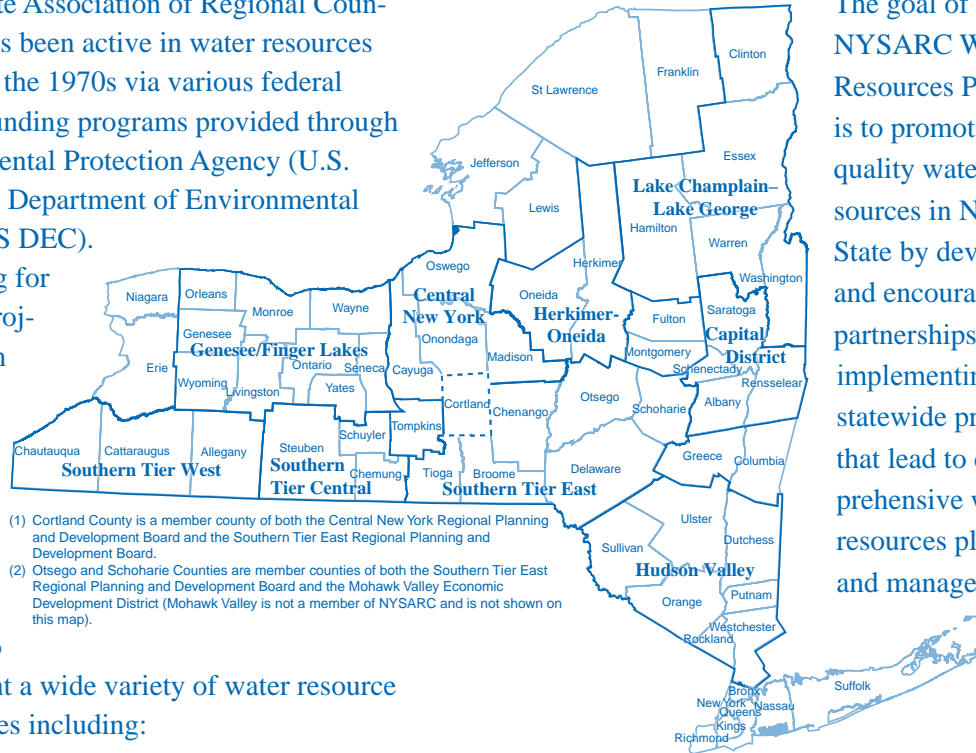 te Association of Regional Coun-
s been active in water resources
the 1970s via various federal
unding programs provided through
ental Protection Agency (U.S.
Department of Environmental
S DEC).
g for
roj-
n
nt a wide variety of water resource
es including:
The goal of
NYSARC W
Resources P
is to promot
quality wate
sources in N
State by dev
and encoura
partnerships
implementin
statewide pr
that lead to c
prehensive w
resources pl
and manage
Clinton
Franklin
St Lawrence
Essex
Jefferson
Lake Champlain–
Lake George
Lewis
Hamilton
Warren
Herkimer
Oswego
Washington
Niagara
Orleans
Monroe
Wayne
Central
New York
Oneida
Herkimer-
Oneida
Fulton
Saratoga
Capital
District
Genesee
Genesee/Finger Lakes
Onondaga
Madison
Montgomery
Schenectady
Erie
Ontario
Seneca
Cayuga
Rensselear
Wyoming
Livingston
Yates
Cortland
Chenango
Otsego
Schoharie
Albany
Tompkins
Chautauqua
Cattaraugus
Allegany
Steuben
Schuyler
Southern Tier West
Southern
Tier Central
Chemung
Tioga
Broome
Southern Tier East
Delaware
Greece
Columbia
(1) Cortland County is a member county of both the Central New York Regional Planning
and Development Board and the Southern Tier East Regional Planning and
Development Board.
(2) Otsego and Schoharie Counties are member counties of both the Southern Tier East
Regional Planning and Development Board and the Mohawk Valley Economic
Development District (Mohawk Valley is not a member of NYSARC and is not shown on
this map).
Ulster
Sullivan
Dutchess
Hudson Valley
Orange
Putnam
Westchester
Rockland
Bronx
New York
Queens
Nassau
Suffolk
Kings
Richmond